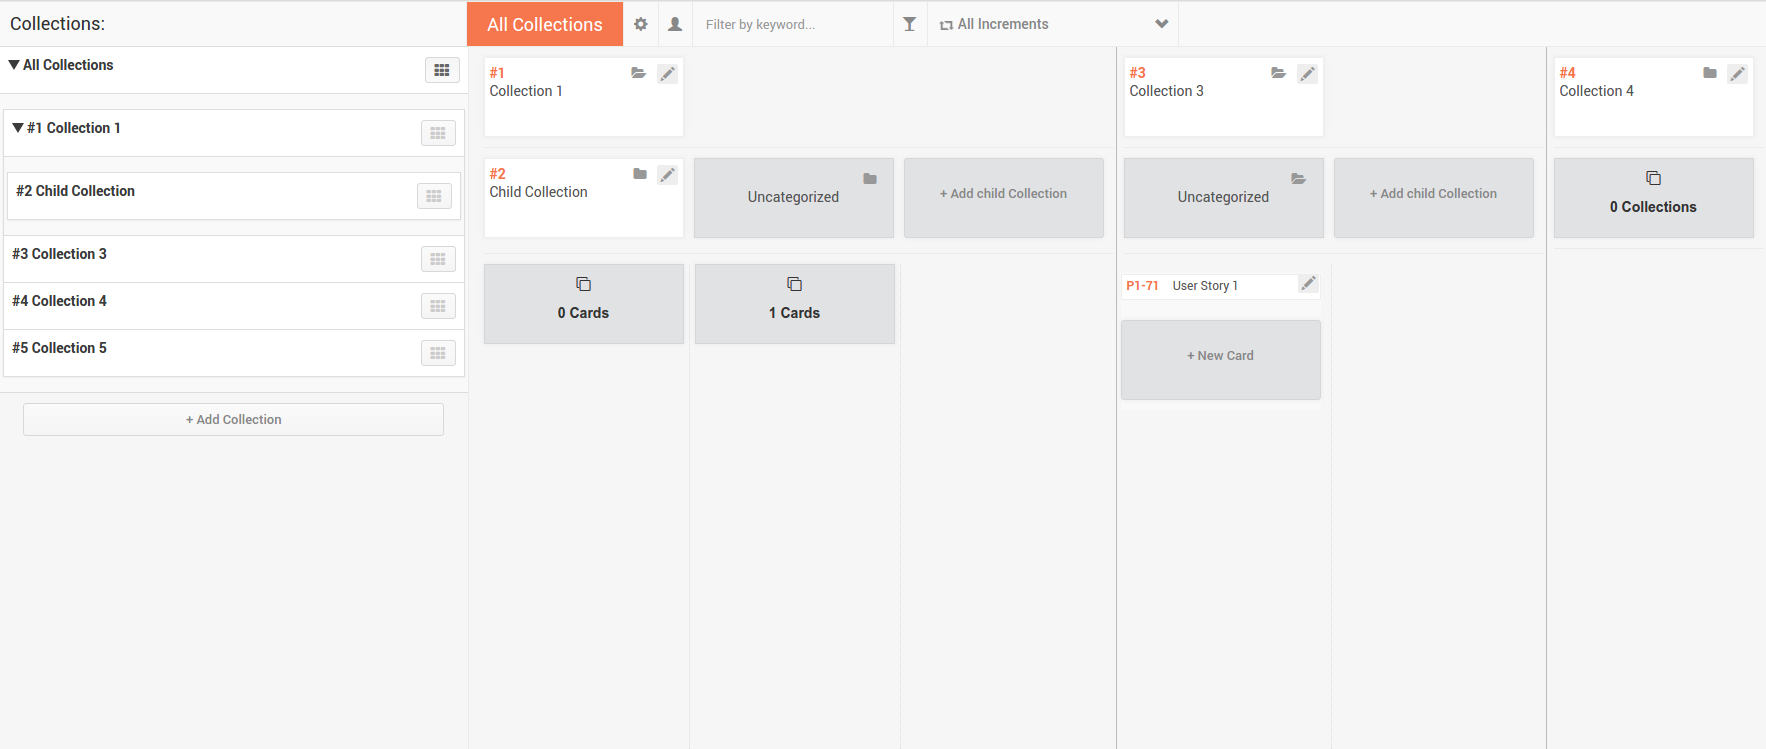 Collections:
All Collections
Filter by keyword...
All Increments
All Collections
#1 Collection 1
#2 Child Collection
#3 Collection 3
#4 Collection 4
#5 Collection 5
+ Add Collection
#1
Collection 1
#3
Collection 3
#4
Collection 4
#2
Child Collection
Uncategorized
+ Add child Collection
Uncategorized
+ Add child Collection
0 Collections
0 Cards
1 Cards
P1-71 User Story 1
+ New Card